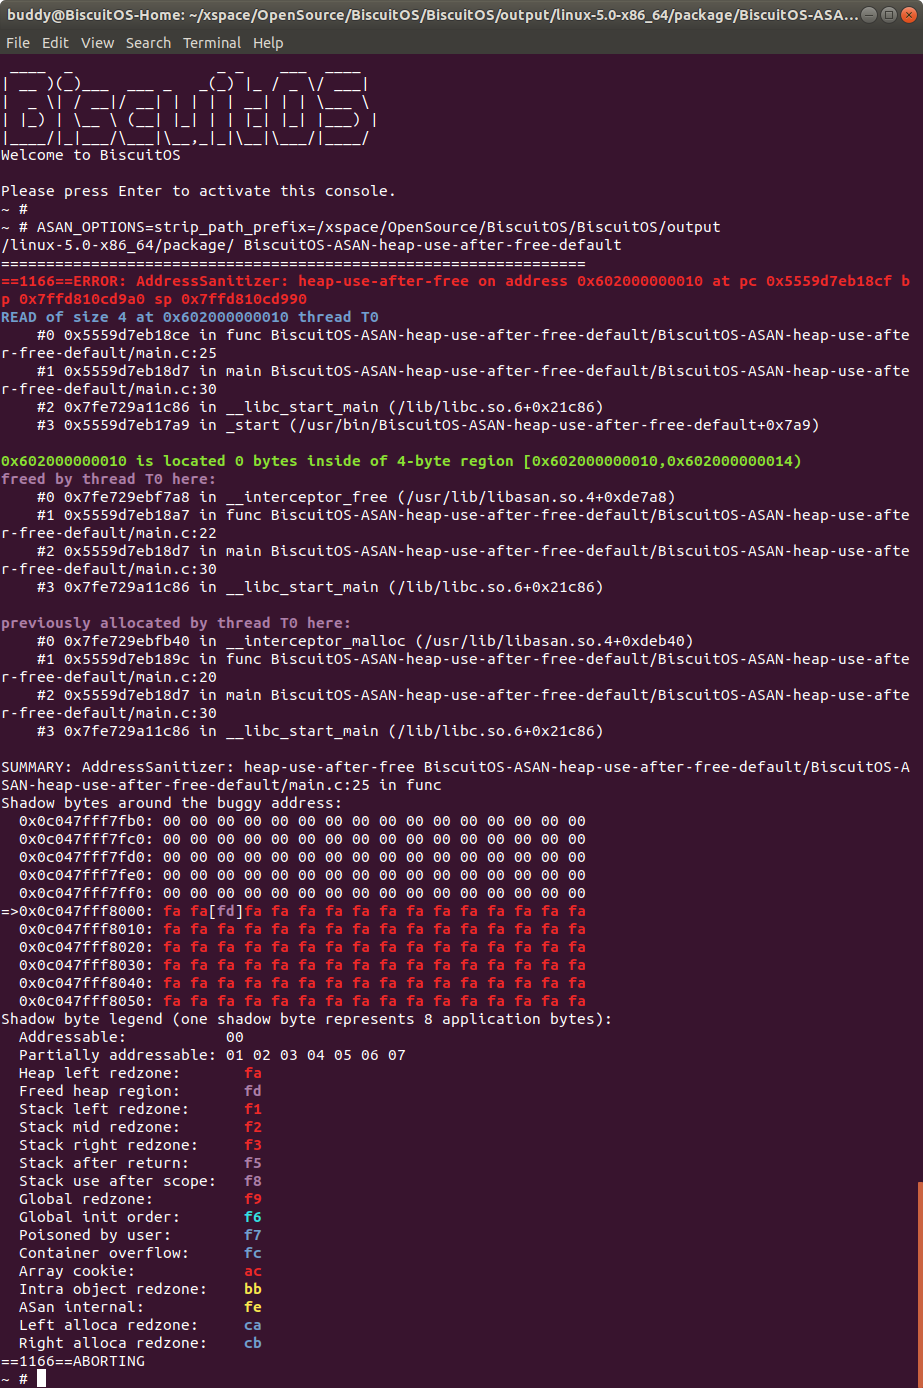 buddy@BiscuitOS-Home: ~/xspace/OpenSource/BiscuitOS/BiscuitOS/output/linux-5.0-x86_64/package/BiscuitOS-ASA...
File Edit View Search Terminal Help
BiscuitOS
Welcome to BiscuitOS
Please press Enter to activate this console.
~ #
~ # ASAN_OPTIONS=strip_path_prefix=/xspace/OpenSource/BiscuitOS/BiscuitOS/output
/linux-5.0-x86_64/package/ BiscuitOS-ASAN-heap-use-after-free-default
=================================================================
==1166==ERROR: AddressSanitizer: heap-use-after-free on address 0x602000000010 at pc 0x5559d7eb18cf b
p 0x7ffd810cd9a0 sp 0x7ffd810cd990
READ of size 4 at 0x602000000010 thread T0
    #0 0x5559d7eb18ce in func BiscuitOS-ASAN-heap-use-after-free-default/BiscuitOS-ASAN-heap-use-afte
r-free-default/main.c:25
    #1 0x5559d7eb18d7 in main BiscuitOS-ASAN-heap-use-after-free-default/BiscuitOS-ASAN-heap-use-afte
r-free-default/main.c:30
    #2 0x7fe729a11c86 in __libc_start_main (/lib/libc.so.6+0x21c86)
    #3 0x5559d7eb17a9 in _start (/usr/bin/BiscuitOS-ASAN-heap-use-after-free-default+0x7a9)
0x602000000010 is located 0 bytes inside of 4-byte region [0x602000000010,0x602000000014)
freed by thread T0 here:
    #0 0x7fe729ebf7a8 in __interceptor_free (/usr/lib/libasan.so.4+0xde7a8)
    #1 0x5559d7eb18a7 in func BiscuitOS-ASAN-heap-use-after-free-default/BiscuitOS-ASAN-heap-use-afte
r-free-default/main.c:22
    #2 0x5559d7eb18d7 in main BiscuitOS-ASAN-heap-use-after-free-default/BiscuitOS-ASAN-heap-use-afte
r-free-default/main.c:30
    #3 0x7fe729a11c86 in __libc_start_main (/lib/libc.so.6+0x21c86)
previously allocated by thread T0 here:
    #0 0x7fe729ebfb40 in __interceptor_malloc (/usr/lib/libasan.so.4+0xdeb40)
    #1 0x5559d7eb189c in func BiscuitOS-ASAN-heap-use-after-free-default/BiscuitOS-ASAN-heap-use-afte
r-free-default/main.c:20
    #2 0x5559d7eb18d7 in main BiscuitOS-ASAN-heap-use-after-free-default/BiscuitOS-ASAN-heap-use-afte
r-free-default/main.c:30
    #3 0x7fe729a11c86 in __libc_start_main (/lib/libc.so.6+0x21c86)
SUMMARY: AddressSanitizer: heap-use-after-free BiscuitOS-ASAN-heap-use-after-free-default/BiscuitOS-A
SAN-heap-use-after-free-default/main.c:25 in func
Shadow bytes around the buggy address:
  0x0c047fff7fb0: 00 00 00 00 00 00 00 00 00 00 00 00 00 00 00 00
  0x0c047fff7fc0: 00 00 00 00 00 00 00 00 00 00 00 00 00 00 00 00
  0x0c047fff7fd0: 00 00 00 00 00 00 00 00 00 00 00 00 00 00 00 00
  0x0c047fff7fe0: 00 00 00 00 00 00 00 00 00 00 00 00 00 00 00 00
  0x0c047fff7ff0: 00 00 00 00 00 00 00 00 00 00 00 00 00 00 00 00
=>0x0c047fff8000: fa fa[fd]fa fa fa fa fa fa fa fa fa fa fa fa fa
  0x0c047fff8010: fa fa fa fa fa fa fa fa fa fa fa fa fa fa fa fa
  0x0c047fff8020: fa fa fa fa fa fa fa fa fa fa fa fa fa fa fa fa
  0x0c047fff8030: fa fa fa fa fa fa fa fa fa fa fa fa fa fa fa fa
  0x0c047fff8040: fa fa fa fa fa fa fa fa fa fa fa fa fa fa fa fa
  0x0c047fff8050: fa fa fa fa fa fa fa fa fa fa fa fa fa fa fa fa
Shadow byte legend (one shadow byte represents 8 application bytes):
  Addressable:           00
  Partially addressable: 01 02 03 04 05 06 07
  Heap left redzone:       fa
  Freed heap region:       fd
  Stack left redzone:      f1
  Stack mid redzone:       f2
  Stack right redzone:     f3
  Stack after return:      f5
  Stack use after scope:   f8
  Global redzone:          f9
  Global init order:       f6
  Poisoned by user:        f7
  Container overflow:      fc
  Array cookie:            ac
  Intra object redzone:    bb
  ASan internal:           fe
  Left alloca redzone:     ca
  Right alloca redzone:    cb
==1166==ABORTING
~ #